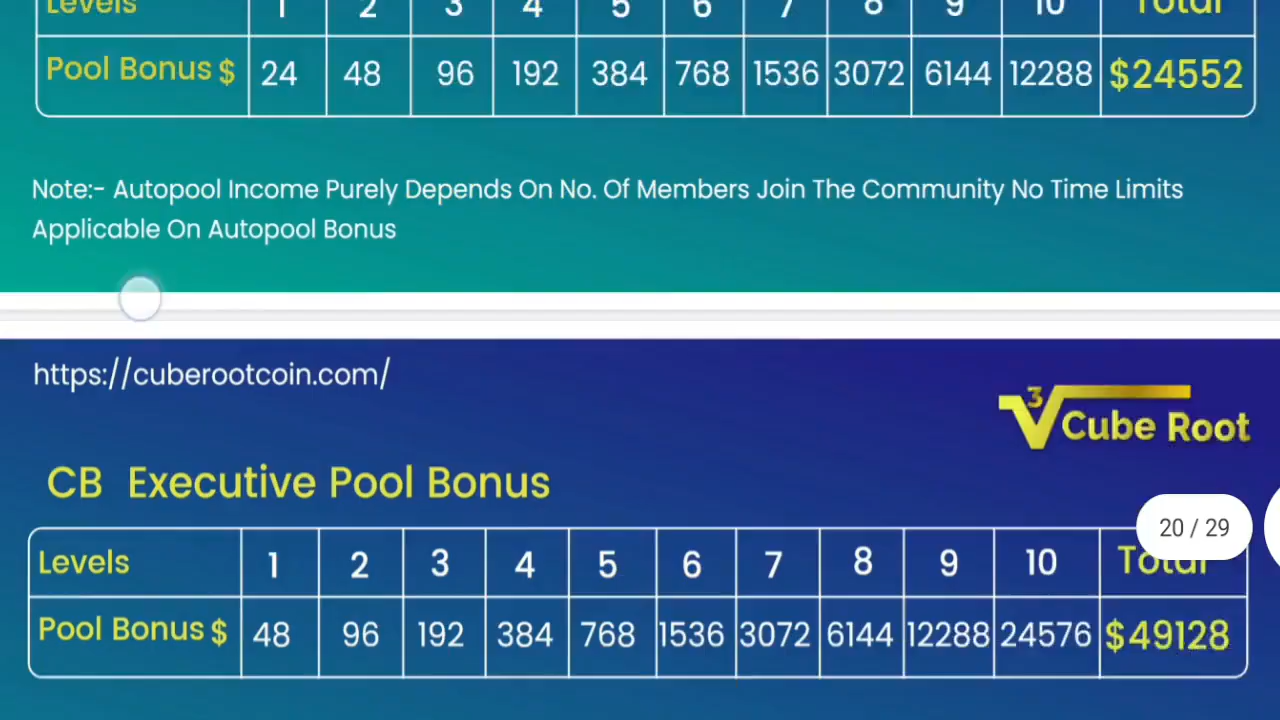 Levels 1 2 3 4 5 6 7 8 9 10 Total
Pool Bonus $ 24 48 96 192 384 768 1536 3072 6144 12288 $24552
Note:- Autopool Income Purely Depends On No. Of Members Join The Community No Time Limits
Applicable On Autopool Bonus
https://cuberootcoin.com/
3 Cube Root
CB Executive Pool Bonus
20 / 29
Levels 1 2 3 4 5 6 7 8 9 10 Total
Pool Bonus $ 48 96 192 384 768 1536 3072 6144 12288 24576 $49128